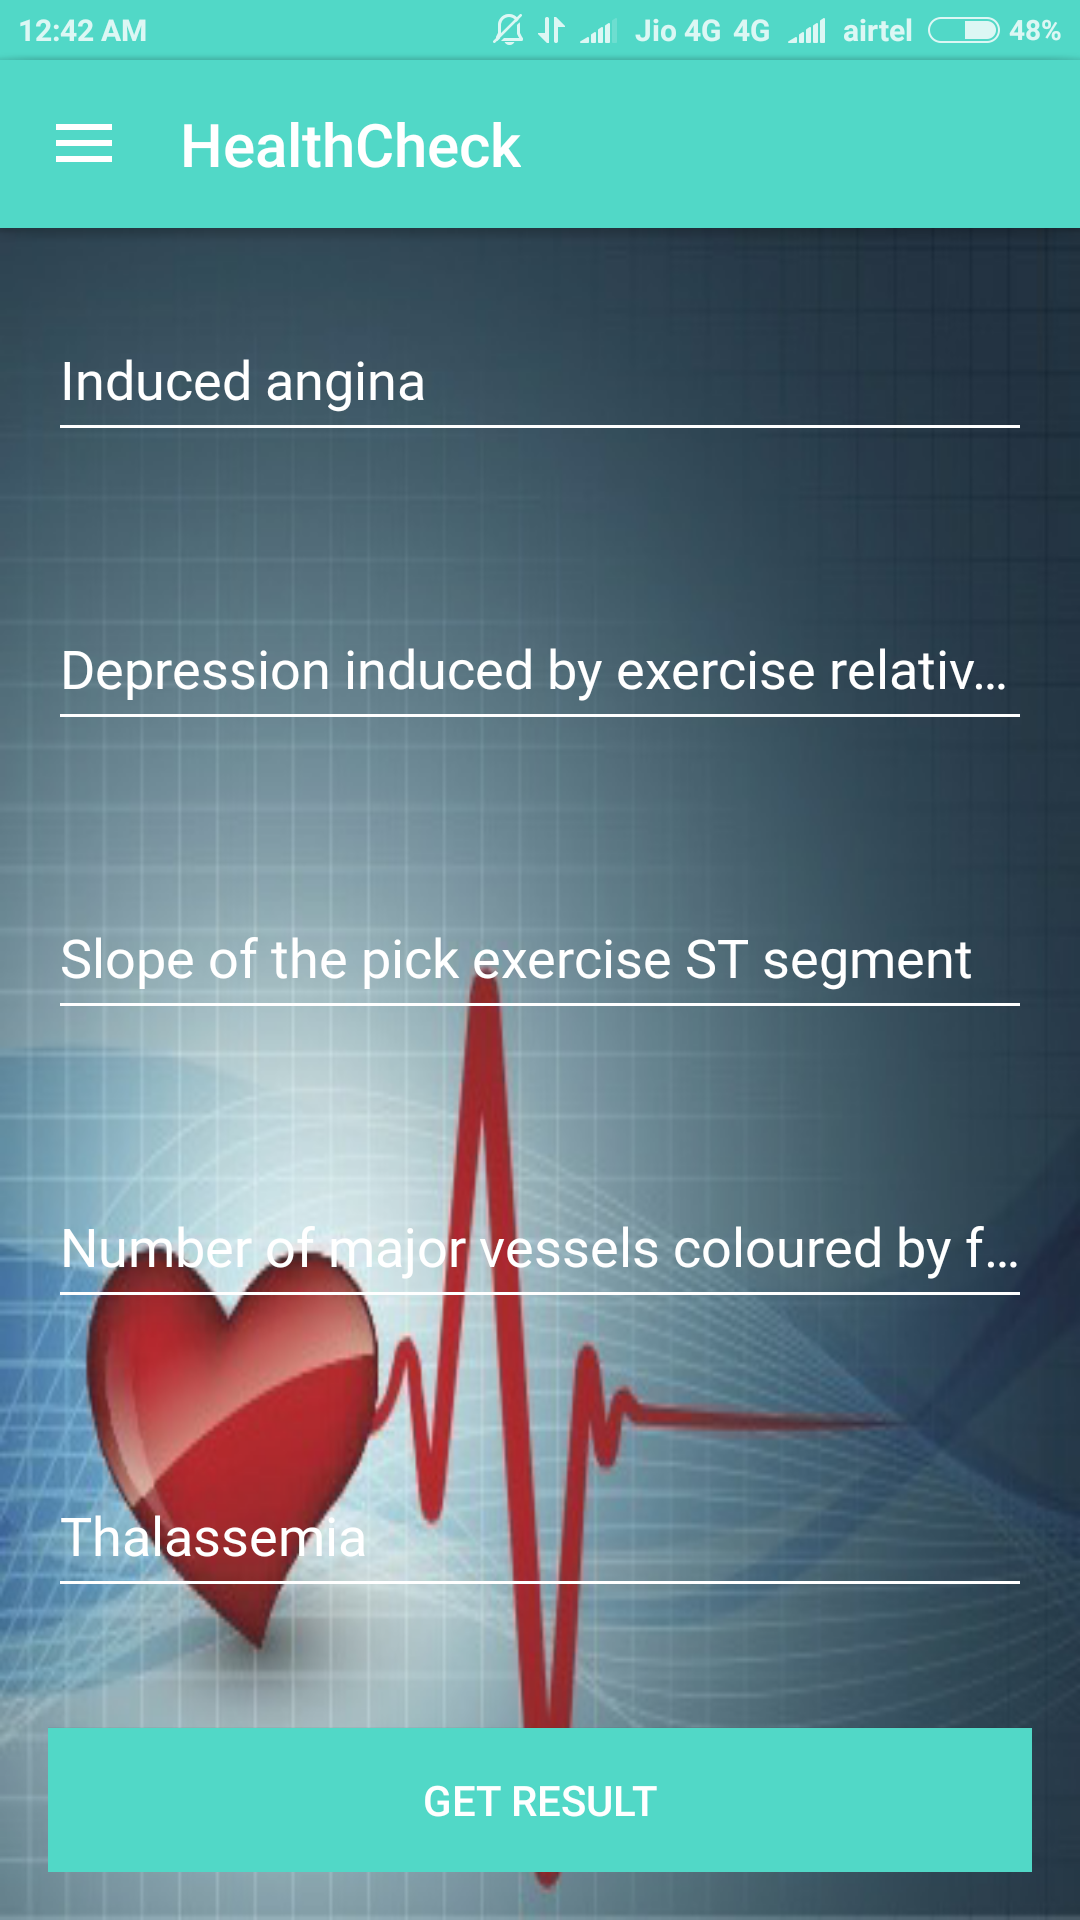 12:42 AM Jio 4G 4G airtel 48%
HealthCheck
Induced angina
Depression induced by exercise relativ...
Slope of the pick exercise ST segment
Number of major vessels coloured by f...
Thalassemia
GET RESULT